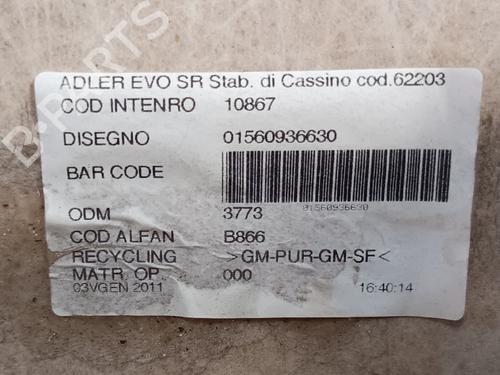 ADLER EVO SR Stab. di Cassino cod.62203
COD INTENRO 10867
DISEGNO 01560936630
BAR CODE
01560936630
ODM 3773
COD ALFAN B866
RECYCLING >GM-PUR-GM-SF<
MATR OP 000
03VGEN 2011 16:40:14
B-PARTS